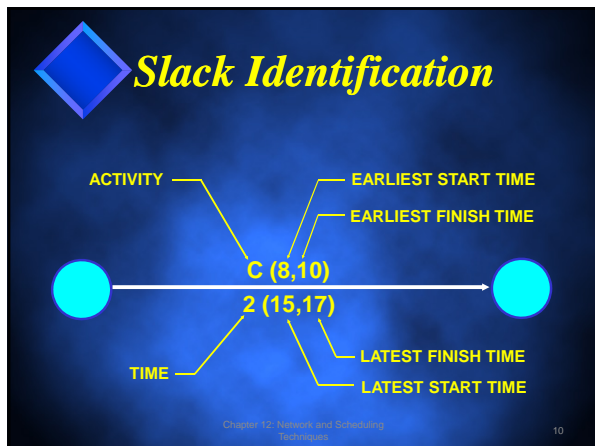 Slack Identification
ACTIVITY
EARLIEST START TIME
EARLIEST FINISH TIME
C (8,10)
2 (15,17)
LATEST FINISH TIME
TIME
LATEST START TIME
Chapter 12: Network and Scheduling
Techniques
10